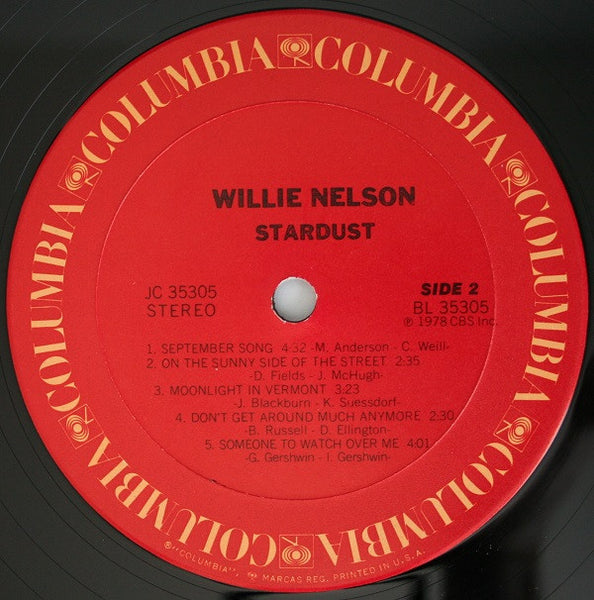 COLUMBIA COLUMBIA COLUMBIA COLUMBIA COLUMBIA COLUMBIA
WILLIE NELSON
STARDUST
JC 35305
STEREO
SIDE 2
BL 35305
℗ 1978 CBS Inc.
1. SEPTEMBER SONG 4:32 -M. Anderson - C. Weill-
2. ON THE SUNNY SIDE OF THE STREET 2:35
-D. Fields - J. McHugh-
3. MOONLIGHT IN VERMONT 3:23
-J. Blackburn - K. Suessdorf-
4. DON'T GET AROUND MUCH ANYMORE 2:30
-B. Russell - D. Ellington-
5. SOMEONE TO WATCH OVER ME 4:01
-G. Gershwin - I. Gershwin-
® "COLUMBIA", MARCAS REG. PRINTED IN U.S.A.